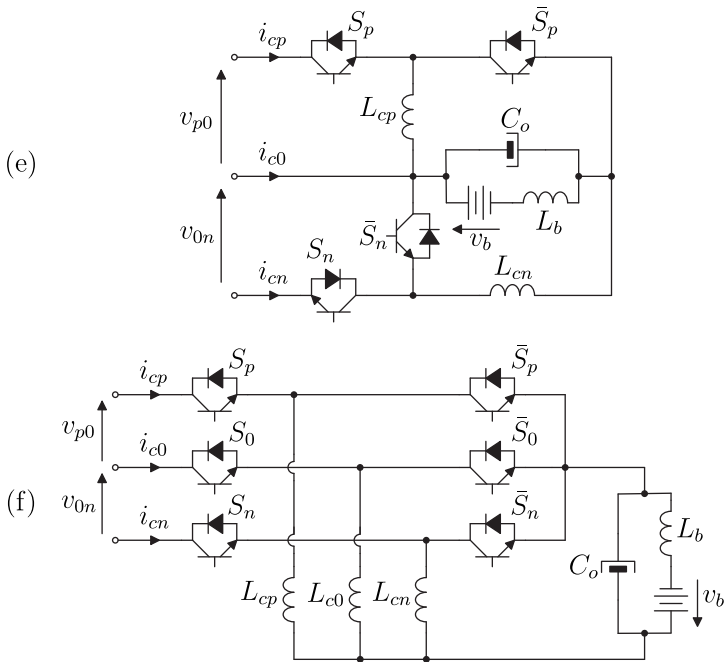 i_cp S_p S̄_p
v_p0 L_cp C_o
(e) i_c0
v_0n S̄_n v_b L_b
i_cn S_n L_cn
i_cp S_p S̄_p
v_p0
i_c0 S_0 S̄_0
(f) v_0n
i_cn S_n S̄_n
L_b
L_cp L_c0 L_cn C_o v_b